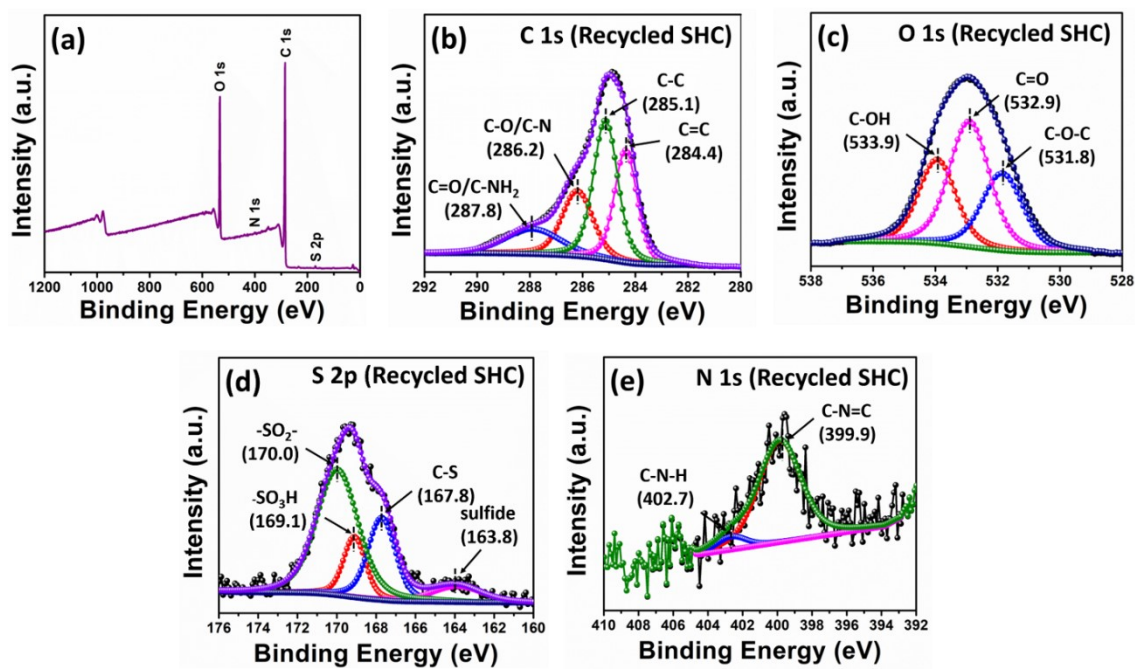 (a)
O 1s
C 1s
N 1s
S 2p
Intensity (a.u.)
1200 1000 800 600 400 200 0
Binding Energy (eV)
(b) C 1s (Recycled SHC)
C-C
(285.1)
C-O/C-N
(286.2)
C=C
(284.4)
C=O/C-NH₂
(287.8)
Intensity (a.u.)
292 290 288 286 284 282 280
Binding Energy (eV)
(c) O 1s (Recycled SHC)
C=O
(532.9)
C-OH
(533.9)
C-O-C
(531.8)
Intensity (a.u.)
538 536 534 532 530 528
Binding Energy (eV)
(d) S 2p (Recycled SHC)
-SO₂-
(170.0)
C-S
(167.8)
-SO₃H
(169.1)
sulfide
(163.8)
Intensity (a.u.)
176 174 172 170 168 166 164 162 160
Binding Energy (eV)
(e) N 1s (Recycled SHC)
C-N=C
(399.9)
C-N-H
(402.7)
Intensity (a.u.)
410 408 406 404 402 400 398 396 394 392
Binding Energy (eV)